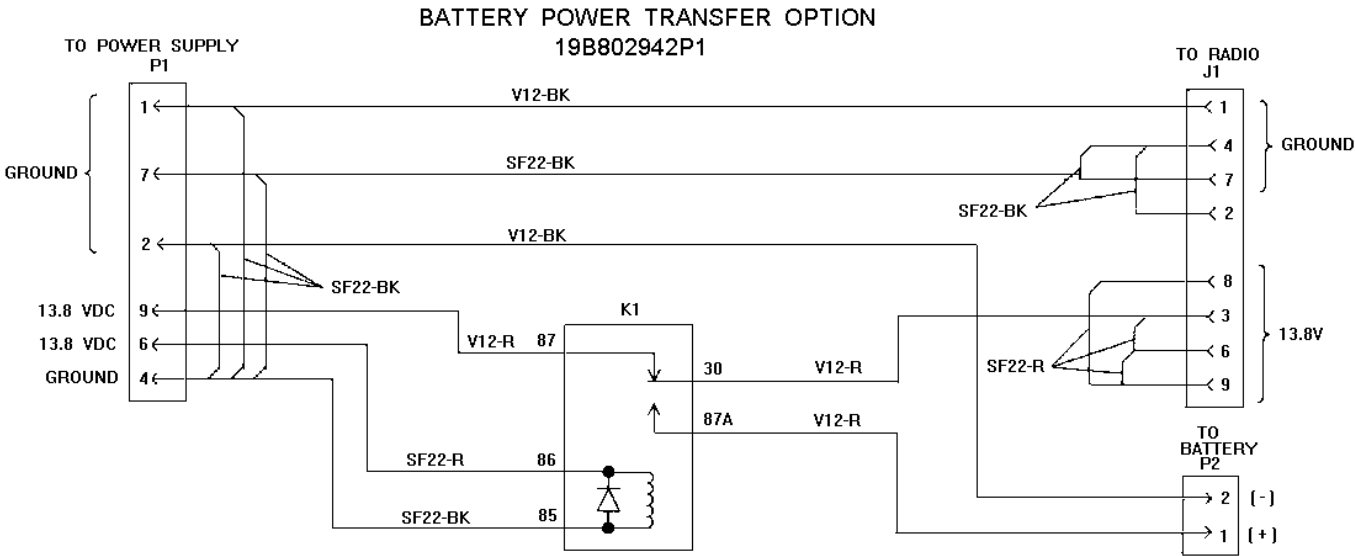 BATTERY POWER TRANSFER OPTION
19B802942P1
TO POWER SUPPLY
P1
TO RADIO
J1
1
V12-BK
1
GROUND
7
SF22-BK
4
7
GROUND
SF22-BK
2
2
V12-BK
SF22-BK
8
13.8 VDC 9
K1
3
13.8V
13.8 VDC 6
V12-R 87
30 V12-R
SF22-R
6
GROUND 4
9
87A V12-R
TO
BATTERY
P2
SF22-R 86
2 (-)
SF22-BK 85
1 (+)